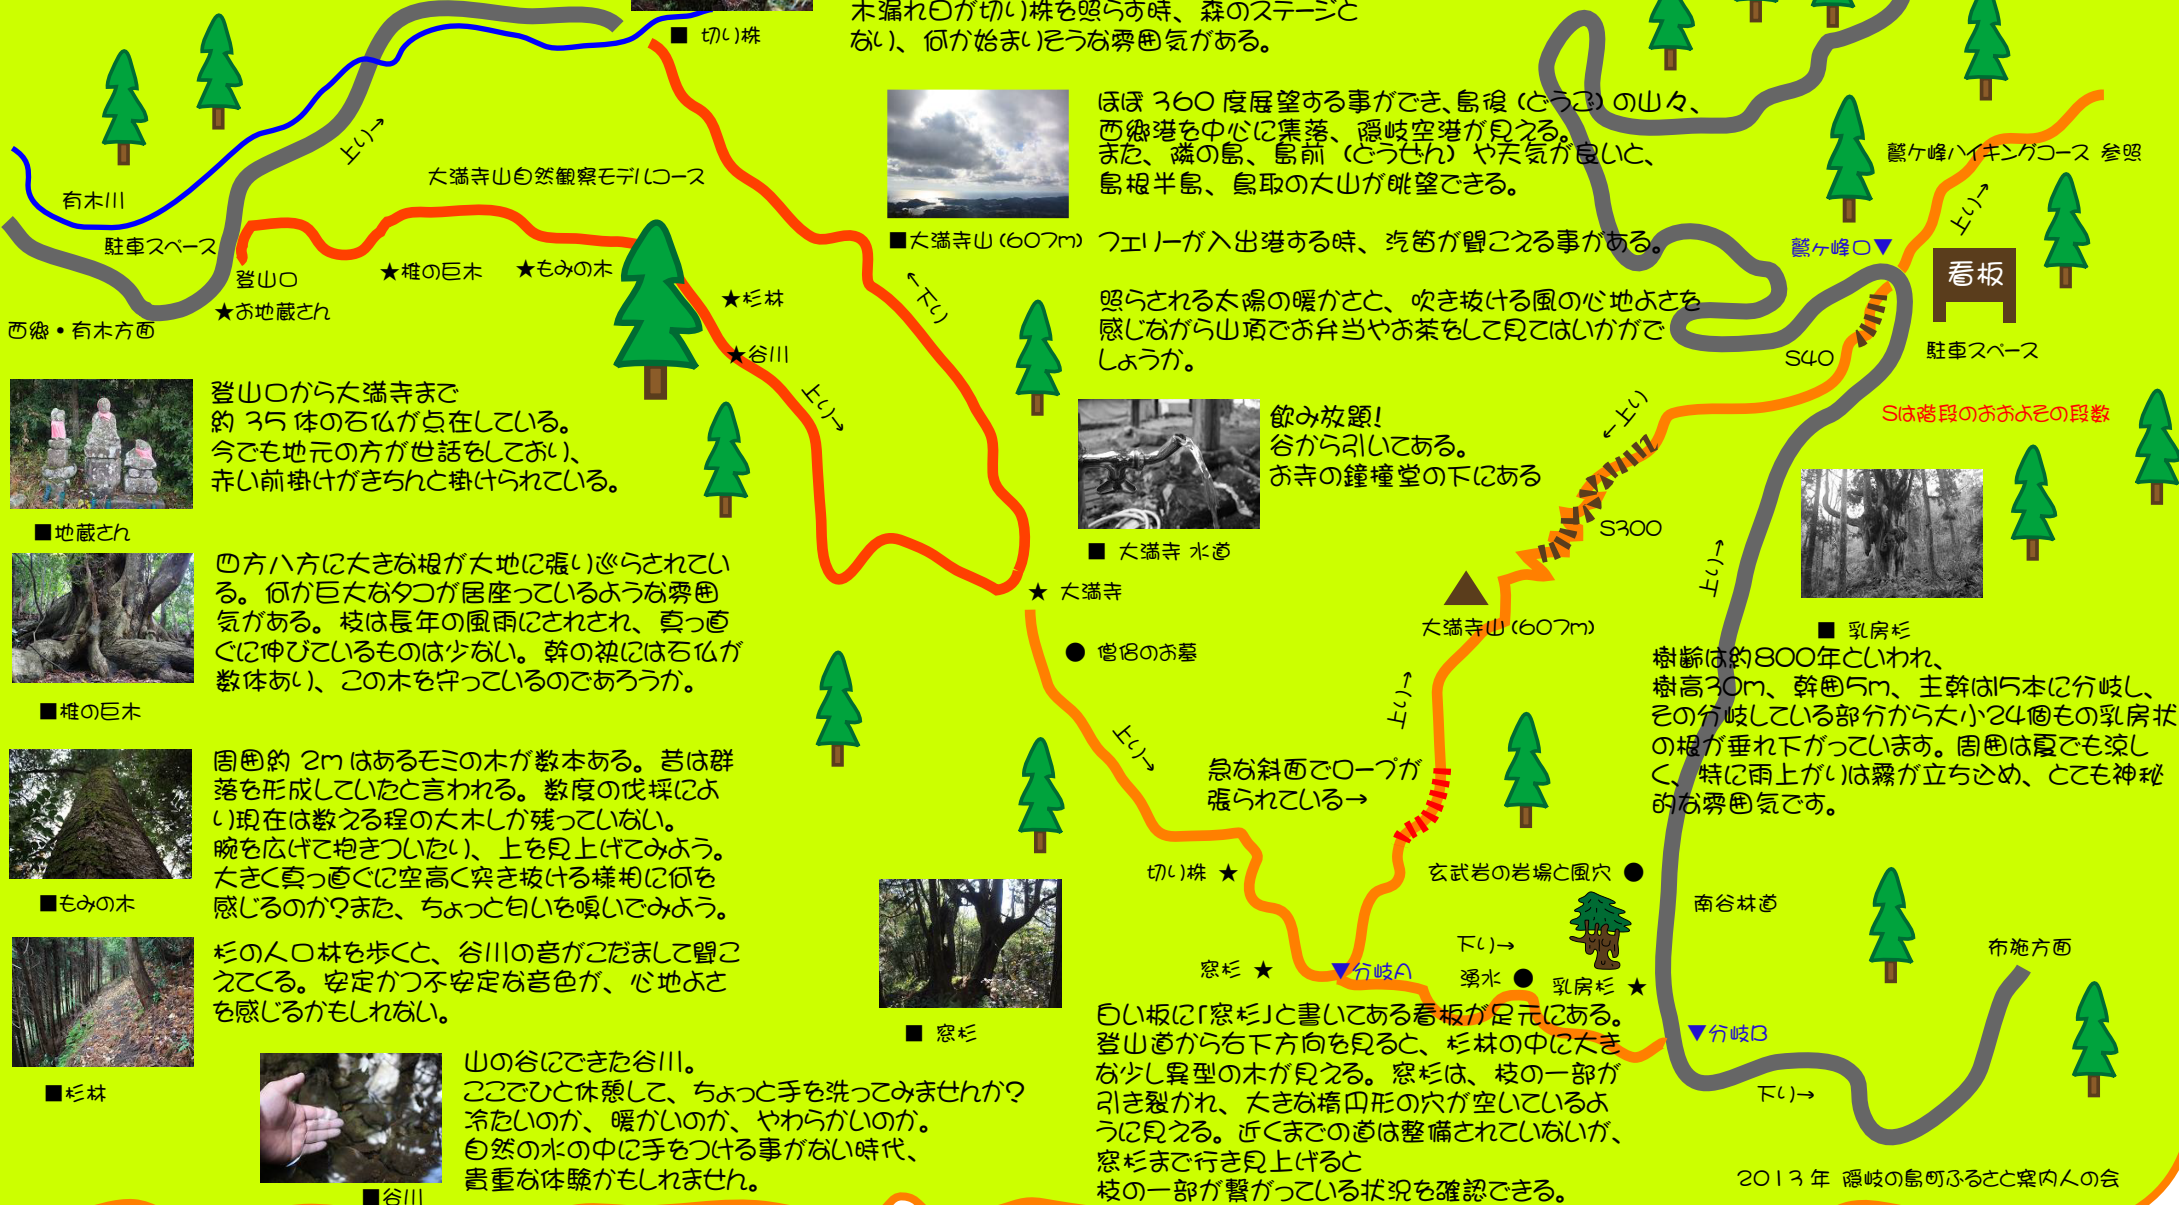 木漏れ日が切り株を照らす時、森のステージと
なり、何か始まりそうな雰囲気がある。
■ 切り株
ほぼ 360 度展望する事ができ、島後（どうご）の山々、
西郷港を中心に集落、隠岐空港が見える。
また、隣の島、島前（どうぜん）や天気が良いと、
島根半島、鳥取の大山が眺望できる。
■大満寺山(607m)
フェリーが入出港する時、汽笛が聞こえる事がある。
照らされる太陽の暖かさと、吹き抜ける風の心地よさを
感じながら山頂でお弁当やお茶をして見てはいかがで
しょうか。
上り→
大満寺山自然観察モデルコース
有木川
駐車スペース
登山口
★お地蔵さん
西郷・有木方面
★椎の巨木
★もみの木
★杉林
★谷川
上り→
←下り
鷲ケ峰ハイキングコース 参照
上り→
鷲ヶ峰口▼
看板
駐車スペース
S40
Sは階段のおおよその段数
←上り
S300
登山口から大満寺まで
約 35 体の石仏が点在している。
今でも地元の方が世話をしており、
赤い前掛けがきちんと掛けられている。
■地蔵さん
飲み放題！
谷から引いてある。
お寺の鐘撞堂の下にある
■ 大満寺 水道
四方八方に大きな根が大地に張り巡らされてい
る。何か巨大なタコが居座っているような雰囲
気がある。枝は長年の風雨にされされ、真っ直
ぐに伸びているものは少ない。幹の袂には石仏が
数体あり、この木を守っているのであろうか。
■椎の巨木
★ 大満寺
● 僧侶のお墓
大満寺山(607m)
上り→
上り→
■ 乳房杉
樹齢は約800年といわれ、
樹高30m、幹囲5m、主幹は15本に分岐し、
その分岐している部分から大小24個もの乳房状
の根が垂れ下がっています。周囲は夏でも涼し
く、特に雨上がりは霧が立ち込め、とても神秘
的な雰囲気です。
周囲約 2m はあるモミの木が数本ある。昔は群
落を形成していたと言われる。数度の伐採によ
り現在は数える程の大木しか残っていない。
腕を広げて抱きついたり、上を見上げてみよう。
大きく真っ直ぐに空高く突き抜ける様相に何を
感じるのか？また、ちょっと匂いを嗅いでみよう。
■もみの木
上り→
急な斜面でロープが
張られている→
切り株 ★
玄武岩の岩場と風穴 ●
南谷林道
布施方面
杉の人口林を歩くと、谷川の音がこだまして聞こ
えてくる。安定かつ不安定な音色が、心地よさ
を感じるかもしれない。
■杉林
■ 窓杉
窓杉 ★
▼分岐A
下り→
湧水 ●
乳房杉 ★
▼分岐B
下り→
白い板に「窓杉」と書いてある看板が足元にある。
登山道から右下方向を見ると、杉林の中に大き
な少し異型の木が見える。窓杉は、枝の一部が
引き裂かれ、大きな楕円形の穴が空いているよ
うに見える。近くまでの道は整備されていないが、
窓杉まで行き見上げると
枝の一部が繋がっている状況を確認できる。
山の谷にできた谷川。
ここでひと休憩して、ちょっと手を洗ってみませんか？
冷たいのか、暖かいのか、やわらかいのか。
自然の水の中に手をつける事がない時代、
貴重な体験かもしれません。
■谷川
2013 年 隠岐の島町ふるさと案内人の会